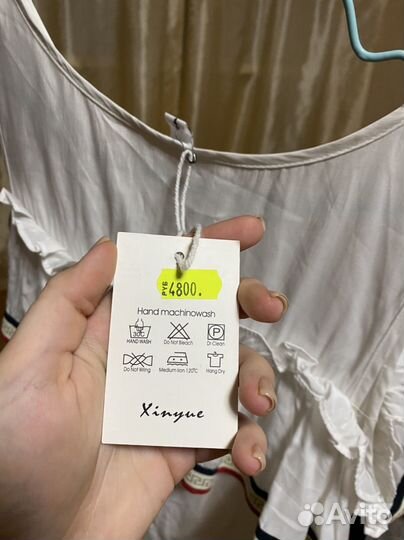 РУБ
4800.
Hand machinowash
30C
P
HAND WASH
Do Not Bleach
Dr Clean
Do Not Wring
Medium Iron 120°C
Hang Dry
Xinyue
Avito